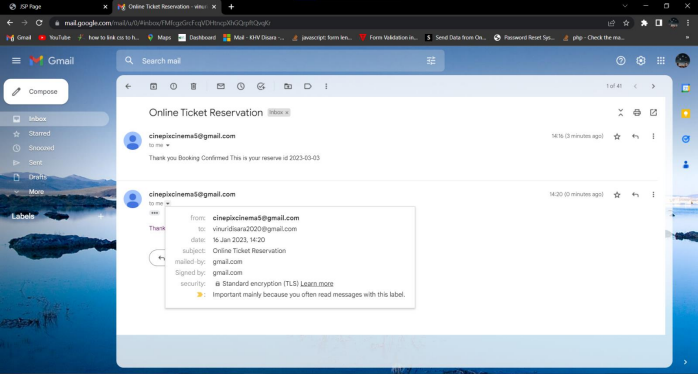 JSP Page
Online Ticket Reservation - vinuri
mail.google.com/mail/u/0/#inbox/
Gmail
YouTube
how to link css to h...
Maps
Dashboard
Mail - KHV Disara -...
javascript: form len...
Form Validation in...
Send Data from On...
Password Reset Sys...
php - Check the ma...
Gmail
Search mail
Compose
1 of 41
Inbox
Starred
Snoozed
Sent
Drafts
More
Labels
Online Ticket Reservation
Inbox x
cinepixcinema5@gmail.com
14:16 (3 minutes ago)
to me
Thank you Booking Confirmed This is your reserve id 2023-03-03
cinepixcinema5@gmail.com
14:20 (0 minutes ago)
to me
Thank
from: cinepixcinema5@gmail.com
to: vinuridisara2020@gmail.com
date: 16 Jan 2023, 14:20
subject: Online Ticket Reservation
mailed-by: gmail.com
Signed by: gmail.com
security: Standard encryption (TLS) Learn more
: Important mainly because you often read messages with this label.